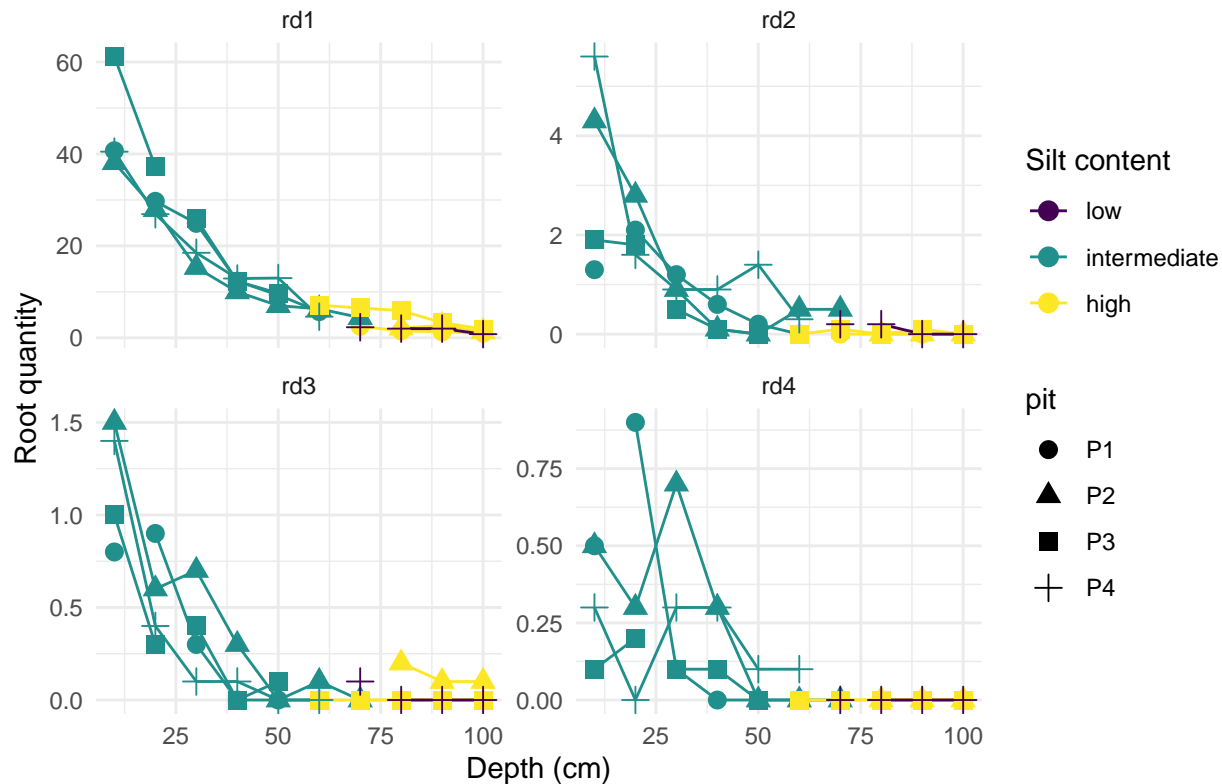 rd1
rd2
60
40
20
0
4
2
0
rd3
rd4
1.5
1.0
0.5
0.0
0.75
0.50
0.25
0.00
25
50
75
100
25
50
75
100
Root quantity
Depth (cm)
Silt content
low
intermediate
high
pit
P1
P2
P3
P4